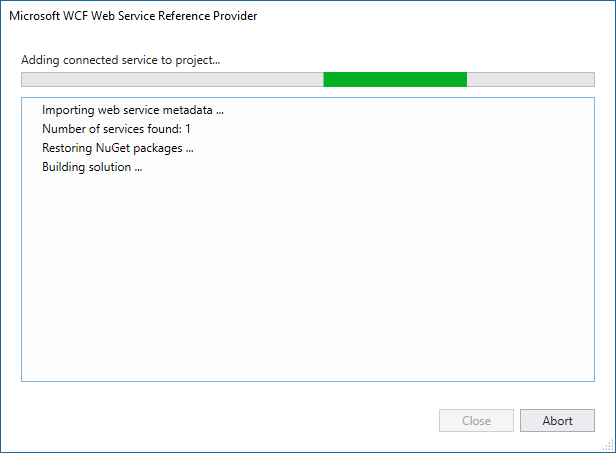 Microsoft WCF Web Service Reference Provider
Adding connected service to project...
Importing web service metadata ...
Number of services found: 1
Restoring NuGet packages ...
Building solution ...
Close
Abort